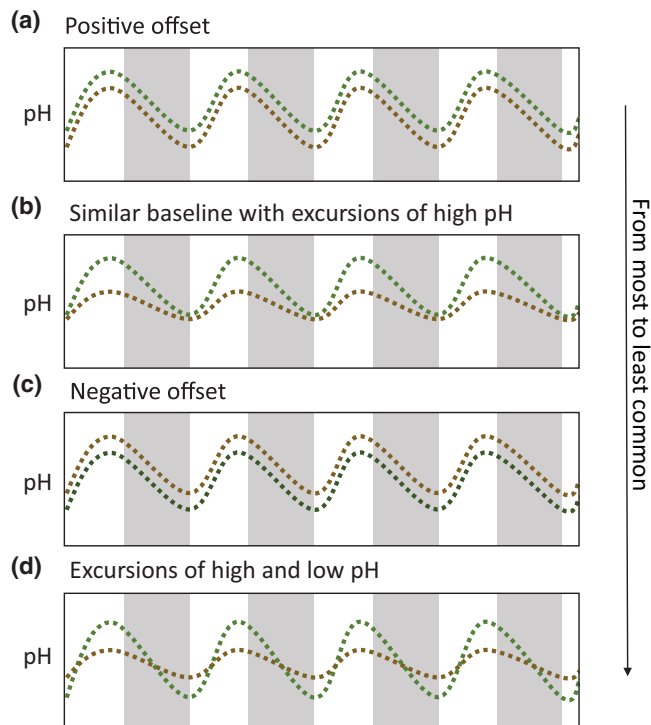 (a) Positive offset
pH
(b) Similar baseline with excursions of high pH
pH
(c) Negative offset
pH
(d) Excursions of high and low pH
pH
From most to least common